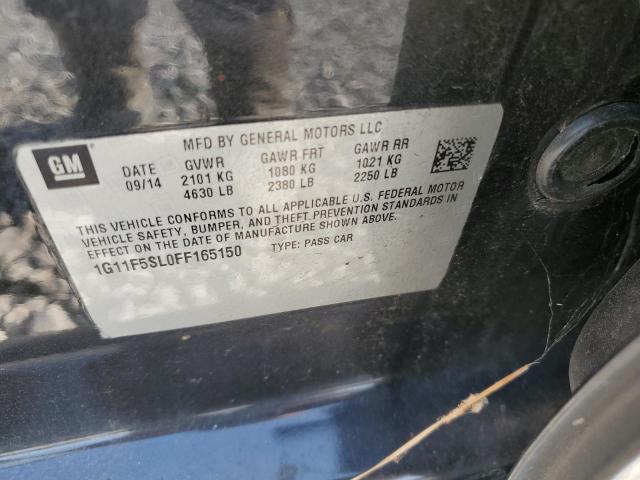 MFD BY GENERAL MOTORS LLC
GM
DATE GVWR GAWR FRT GAWR RR
09/14 2101 KG 1080 KG 1021 KG
4630 LB 2380 LB 2250 LB
THIS VEHICLE CONFORMS TO ALL APPLICABLE U.S. FEDERAL MOTOR
VEHICLE SAFETY, BUMPER, AND THEFT PREVENTION STANDARDS IN
EFFECT ON THE DATE OF MANUFACTURE SHOWN ABOVE.
1G11F5SL0FF165150 TYPE: PASS CAR